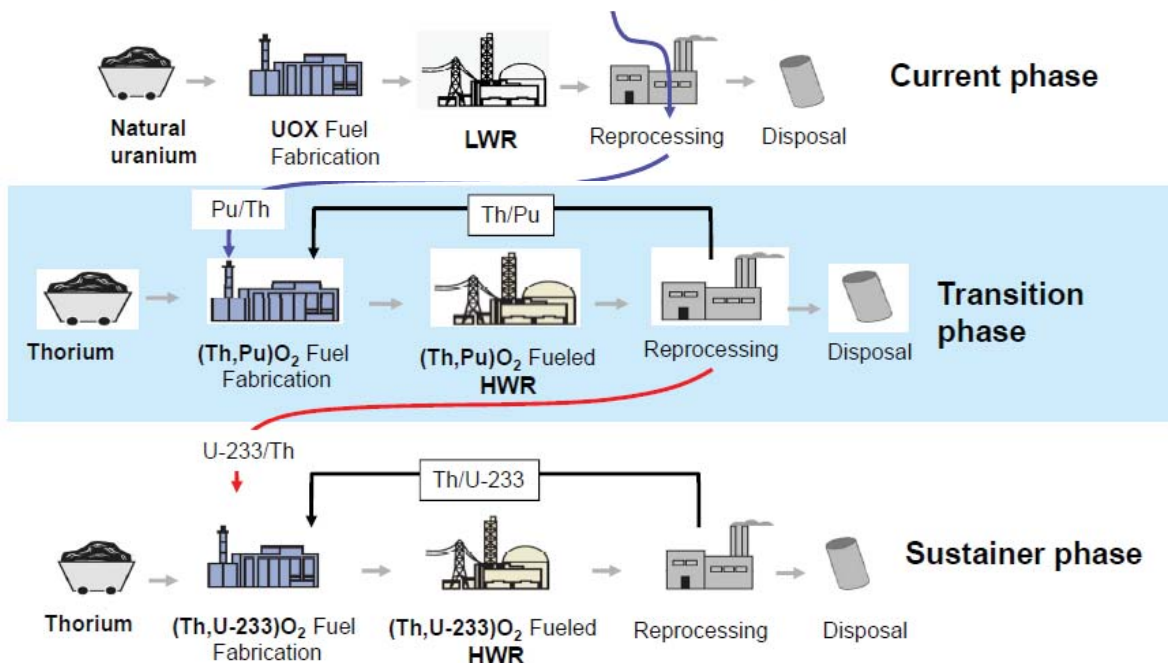 Current phase
Natural
uranium
UOX Fuel
Fabrication
LWR
Reprocessing
Disposal
Pu/Th
Th/Pu
Transition
phase
Thorium
(Th,Pu)O₂ Fuel
Fabrication
(Th,Pu)O₂ Fueled
HWR
Reprocessing
Disposal
U-233/Th
Th/U-233
Sustainer phase
Thorium
(Th,U-233)O₂ Fuel
Fabrication
(Th,U-233)O₂ Fueled
HWR
Reprocessing
Disposal